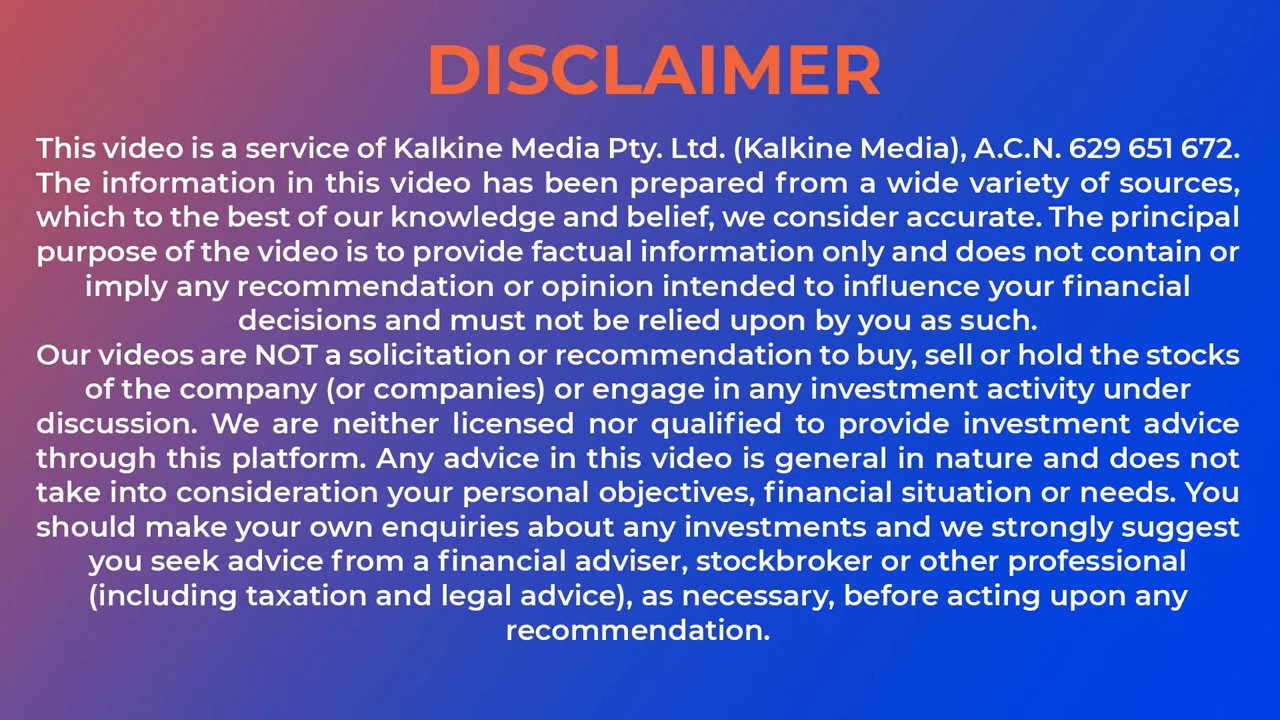 DISCLAIMER
This video is a service of Kalkine Media Pty. Ltd. (Kalkine Media), A.C.N. 629 651 672.
The information in this video has been prepared from a wide variety of sources,
which to the best of our knowledge and belief, we consider accurate. The principal
purpose of the video is to provide factual information only and does not contain or
imply any recommendation or opinion intended to influence your financial
decisions and must not be relied upon by you as such.
Our videos are NOT a solicitation or recommendation to buy, sell or hold the stocks
of the company (or companies) or engage in any investment activity under
discussion. We are neither licensed nor qualified to provide investment advice
through this platform. Any advice in this video is general in nature and does not
take into consideration your personal objectives, financial situation or needs. You
should make your own enquiries about any investments and we strongly suggest
you seek advice from a financial adviser, stockbroker or other professional
(including taxation and legal advice), as necessary, before acting upon any
recommendation.